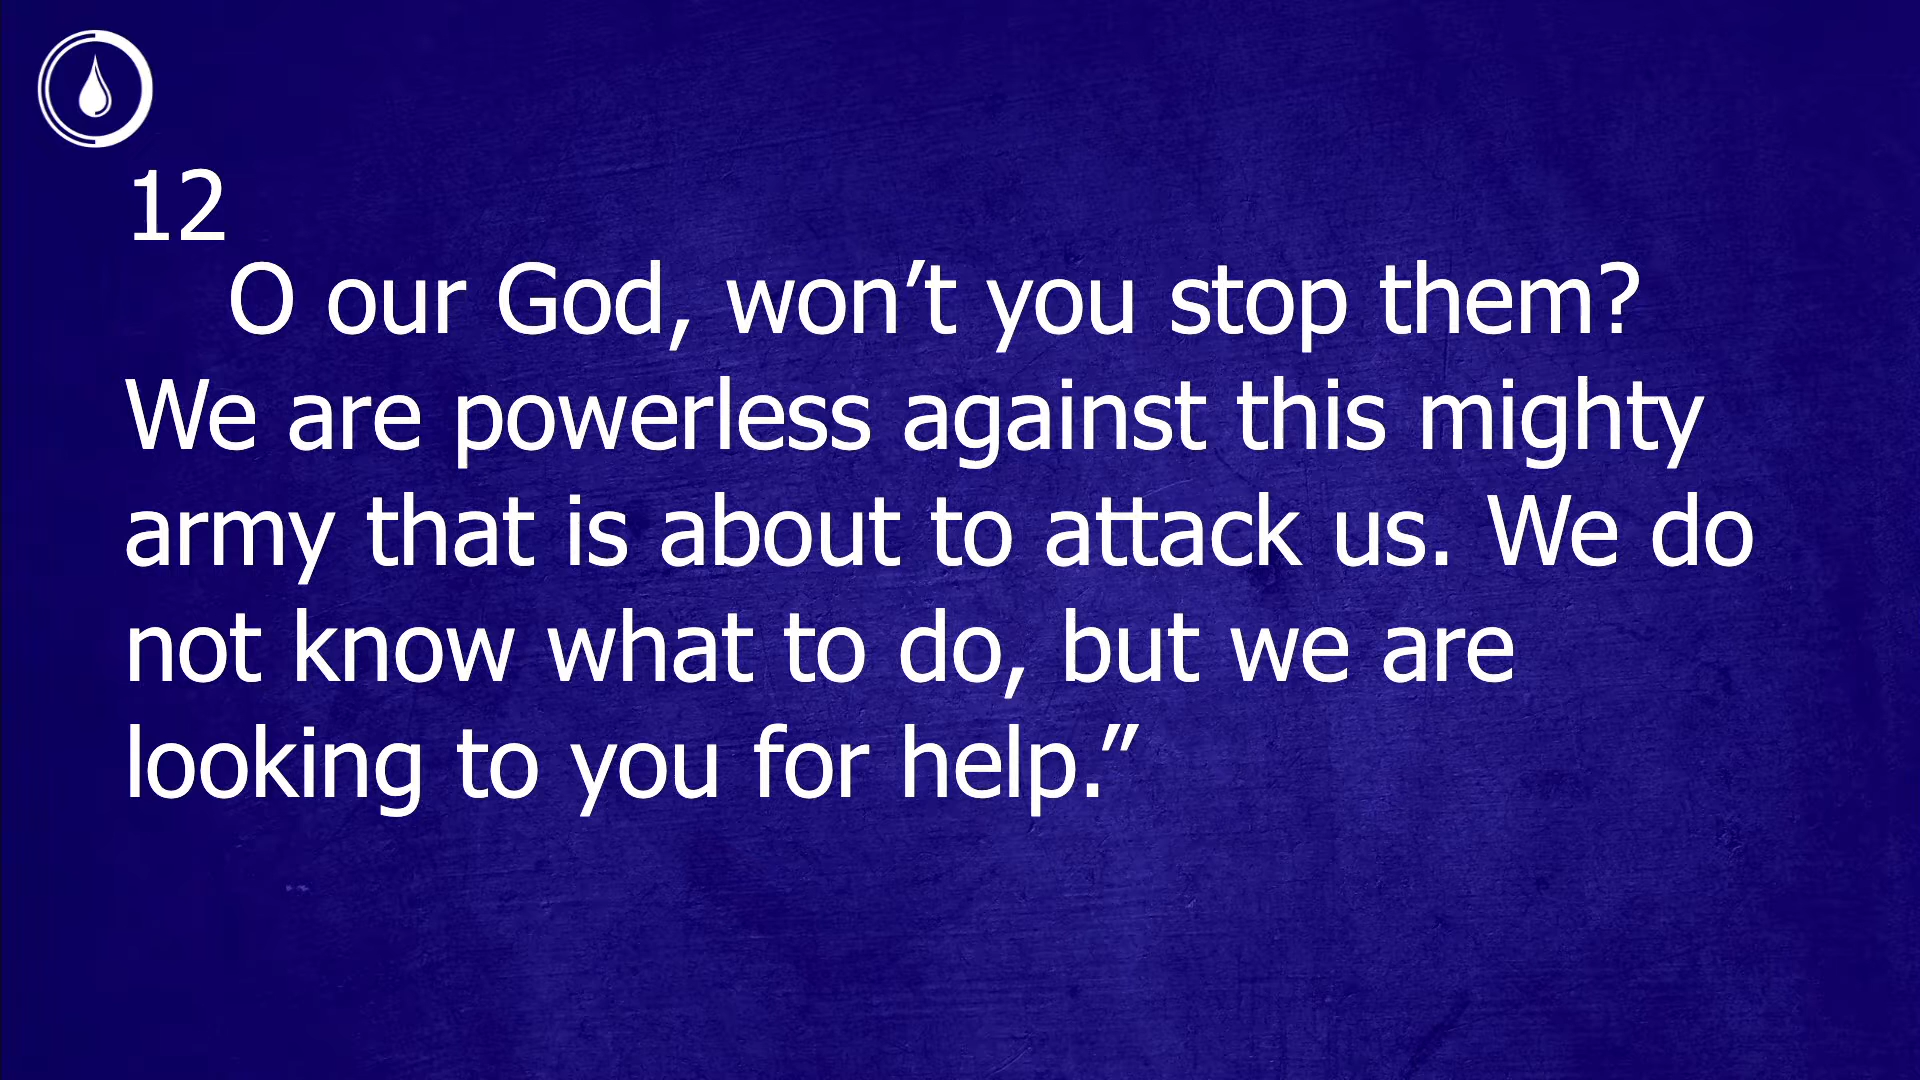 12
O our God, won’t you stop them?
We are powerless against this mighty
army that is about to attack us. We do
not know what to do, but we are
looking to you for help.”